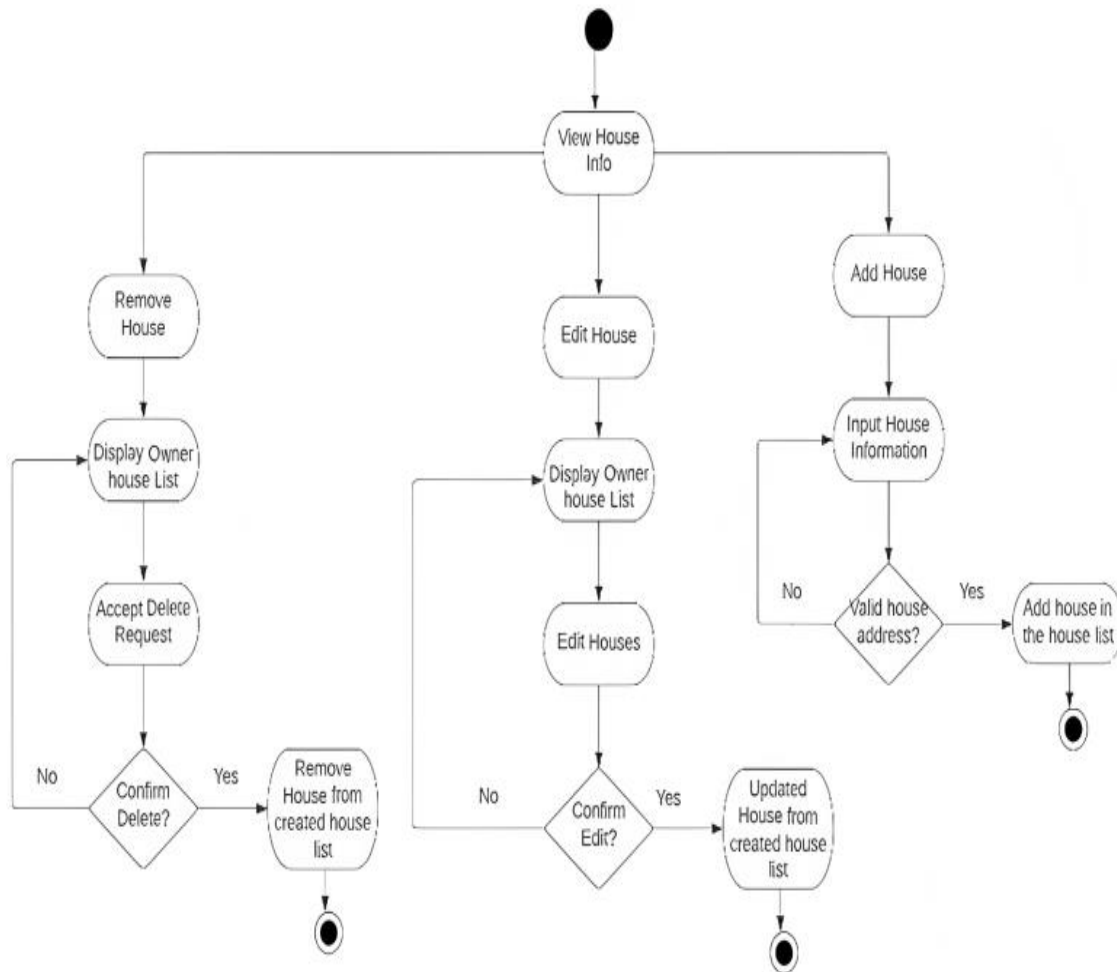 View House
Info
Remove
House
Display Owner
house List
Accept Delete
Request
Confirm
Delete?
No
Yes
Remove
House from
created house
list
Edit House
Display Owner
house List
Edit Houses
Confirm
Edit?
No
Yes
Updated
House from
created house
list
Add House
Input House
Information
Valid house
address?
No
Yes
Add house in
the house list